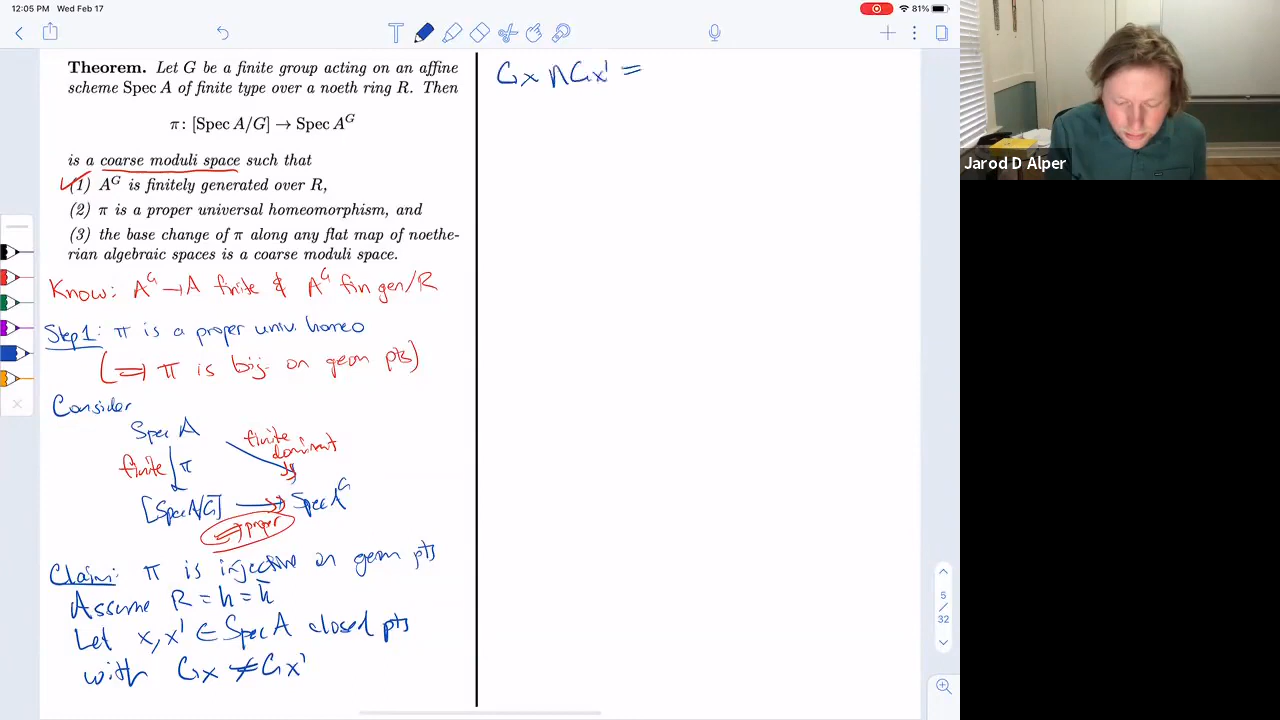 12:05 PM Wed Feb 17
81%
Theorem. Let G be a finite group acting on an affine
scheme Spec A of finite type over a noeth ring R. Then
π: [Spec A/G] → Spec A^G
is a coarse moduli space such that
(1) A^G is finitely generated over R,
(2) π is a proper universal homeomorphism, and
(3) the base change of π along any flat map of noethe-
rian algebraic spaces is a coarse moduli space.
Know: A^G → A finite & A^G fin gen/R
Step 1: π is a proper univ. homeo
(⟹ π is bij. on geom pts)
Consider
Spec A
finite dominant
finite π
[Spec A/G] → Spec A^G
⟹ proper
Claim: π is injective on geom pts
Assume R = k = k̄
Let x, x' ∈ Spec A closed pts
with Gx ≠ Gx'
Gx ∩ Gx' =
5
/
32
Jarod D Alper